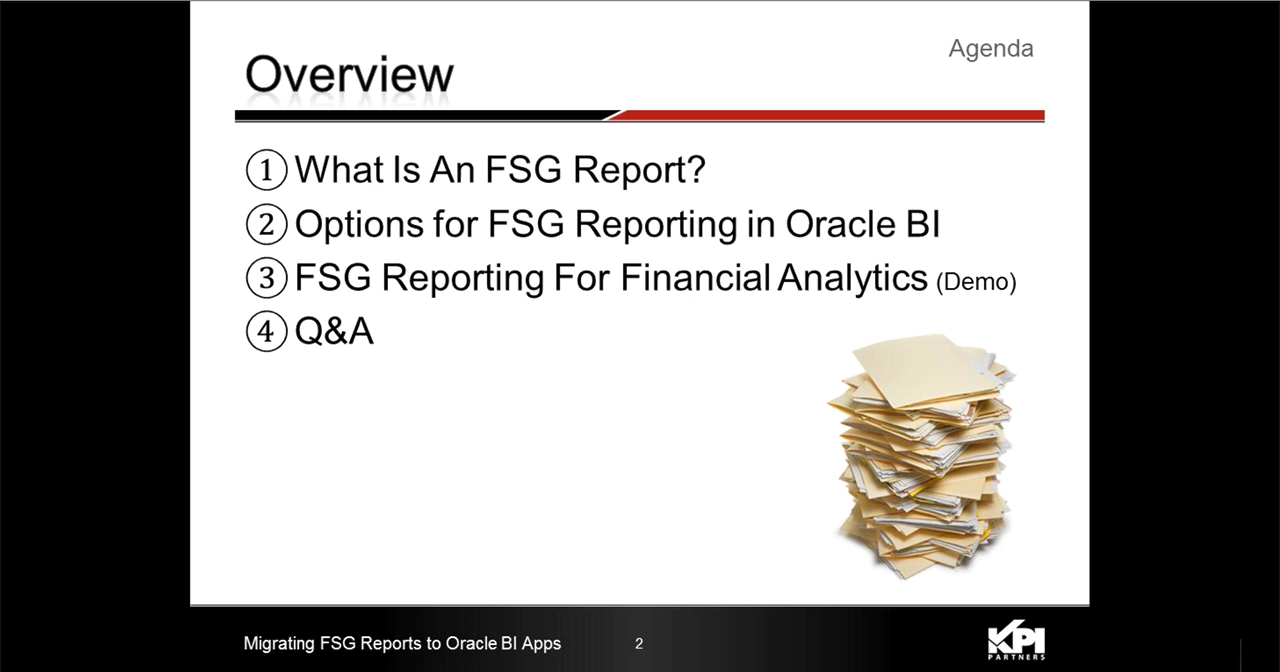 Agenda
Overview
① What Is An FSG Report?
② Options for FSG Reporting in Oracle BI
③ FSG Reporting For Financial Analytics (Demo)
④ Q&A
Migrating FSG Reports to Oracle BI Apps
2
KPI
PARTNERS